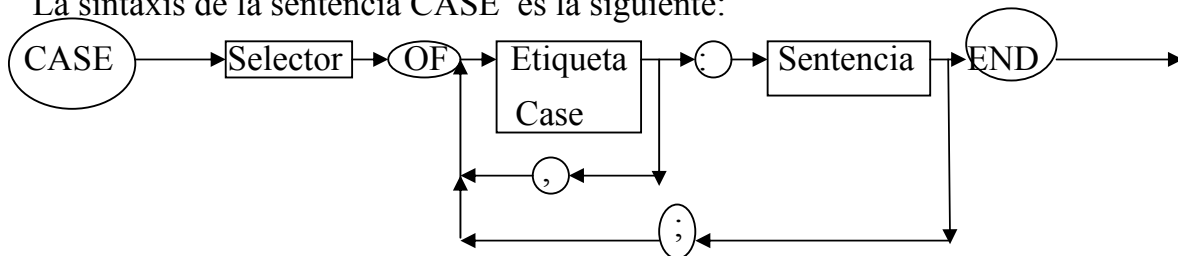 La sintaxis de la sentencia CASE es la siguiente:
CASE Selector OF Etiqueta : Sentencia END
Case
,
;